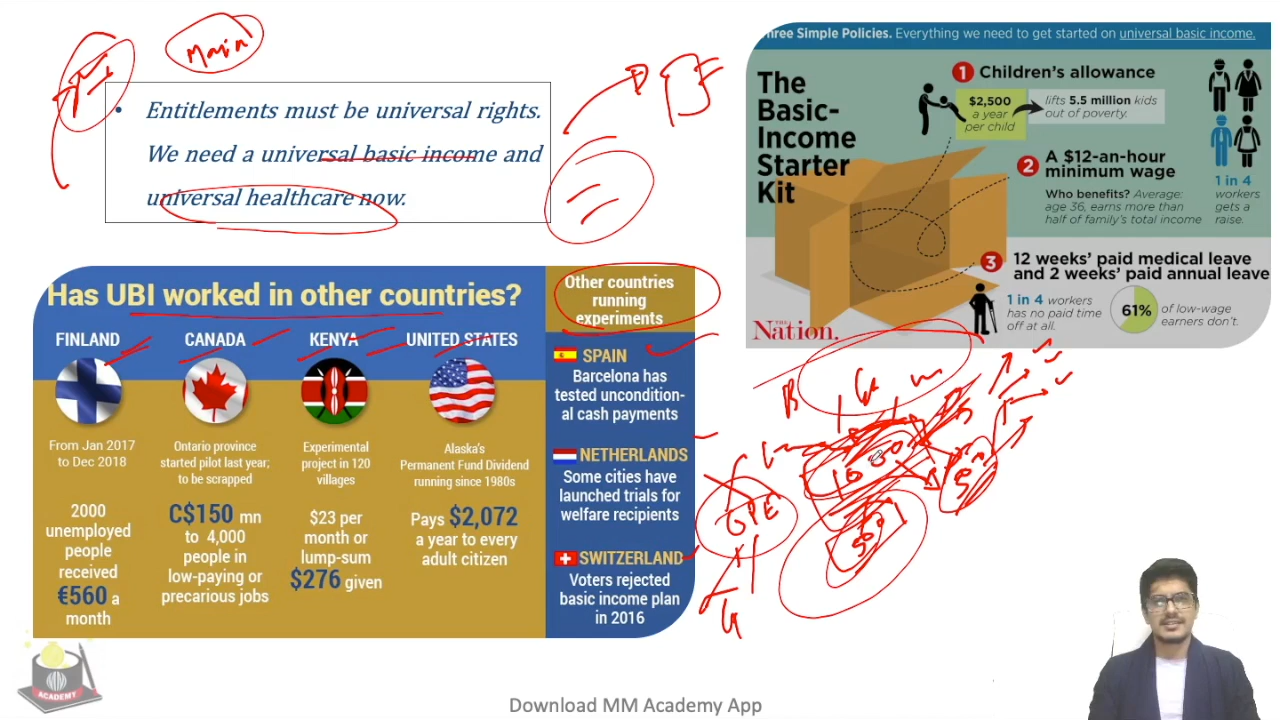 Main
• Entitlements must be universal rights.
We need a universal basic income and
universal healthcare now.
Three Simple Policies. Everything we need to get started on universal basic income.
The
Basic-
Income
Starter
Kit
1 Children's allowance
$2,500
a year
per child
lifts 5.5 million kids
out of poverty.
2 A $12-an-hour
minimum wage
Who benefits? Average:
age 36, earns more than
half of family's total income
1 in 4
workers
gets a
raise.
3 12 weeks' paid medical leave
and 2 weeks' paid annual leave
1 in 4 workers
has no paid time
off at all.
61%
of low-wage
earners don't.
THE
Nation.
Has UBI worked in other countries?
FINLAND
From Jan 2017
to Dec 2018
2000
unemployed
people
received
€560 a
month
CANADA
Ontario province
started pilot last year;
to be scrapped
C$150 mn
to 4,000
people in
low-paying or
precarious jobs
KENYA
Experimental
project in 120
villages
$23 per
month or
lump-sum
$276 given
UNITED STATES
Alaska's
Permanent Fund Dividend
running since 1980s
Pays $2,072
a year to every
adult citizen
Other countries
running
experiments
SPAIN
Barcelona has
tested uncondition-
al cash payments
NETHERLANDS
Some cities have
launched trials for
welfare recipients
SWITZERLAND
Voters rejected
basic income plan
in 2016
B
GPE
MM
ACADEMY
Download MM Academy App